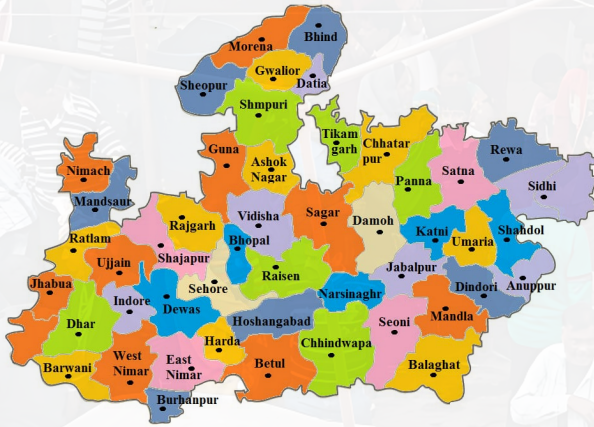 Bhind
Morena
Gwalior
Datia
Sheopur
Shmpuri
Tikam
garh
Chhatar
pur
Guna
Ashok
Nagar
Rewa
Nimach
Panna
Satna
Sidhi
Mandsaur
Rajgarh
Vidisha
Sagar
Damoh
Katni
Shahdol
Ratlam
Bhopal
Umaria
Shajapur
Ujjain
Raisen
Jabalpur
Jhabua
Sehore
Narsinaghr
Dindori
Anuppur
Indore
Dewas
Hoshangabad
Mandla
Dhar
Seoni
Harda
Chhindwapa
Barwani
West
Nimar
East
Nimar
Betul
Balaghat
Burhanpur